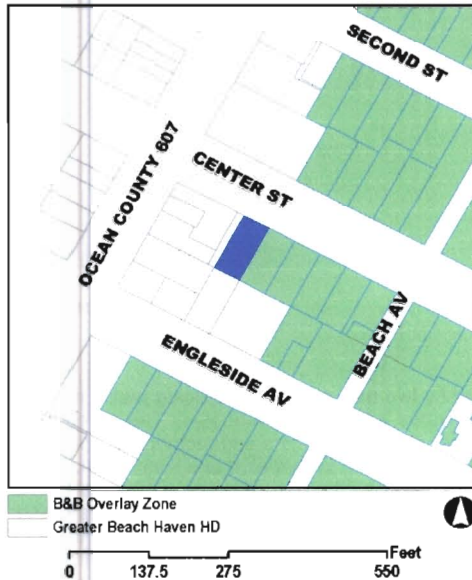 SECOND ST
OCEAN COUNTY 607
CENTER ST
BEACH AV
ENGLESIDE AV
B&B Overlay Zone
Greater Beach Haven HD
Feet
0 137.5 275 550